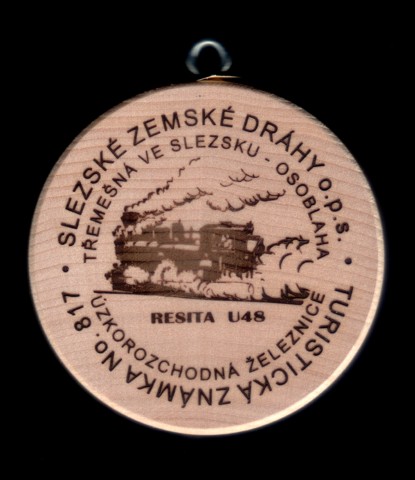 SLEZSKÉ ZEMSKÉ DRÁHY o.p.s.
TŘEMEŠNÁ VE SLEZSKU - OSOBLAHA
RESITA U48
ÚZKOROZCHODNÁ ŽELEZNICE
TURISTICKÁ ZNÁMKA No. 817